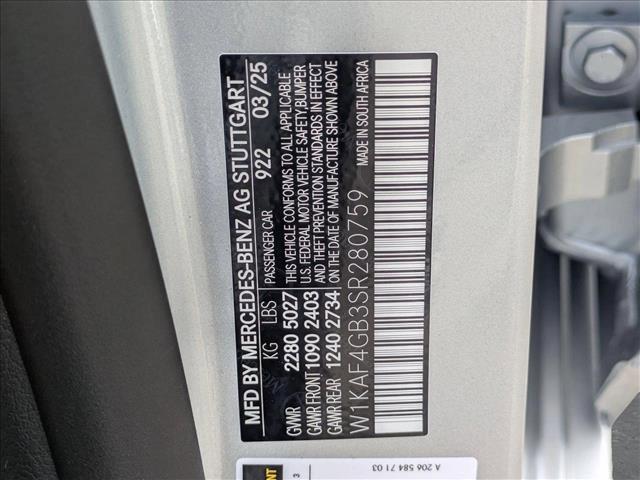 MFD BY MERCEDES-BENZ AG STUTTGART
KG LBS PASSENGER CAR 922 03/25
GVWR 2280 5027
GAWR FRONT 1090 2403
GAWR REAR 1240 2734
THIS VEHICLE CONFORMS TO ALL APPLICABLE
U.S. FEDERAL MOTOR VEHICLE SAFETY, BUMPER
AND THEFT PREVENTION STANDARDS IN EFFECT
ON THE DATE OF MANUFACTURE SHOWN ABOVE
W1KAF4GB3SR280759 MADE IN SOUTH AFRICA
A 206 584 71 03